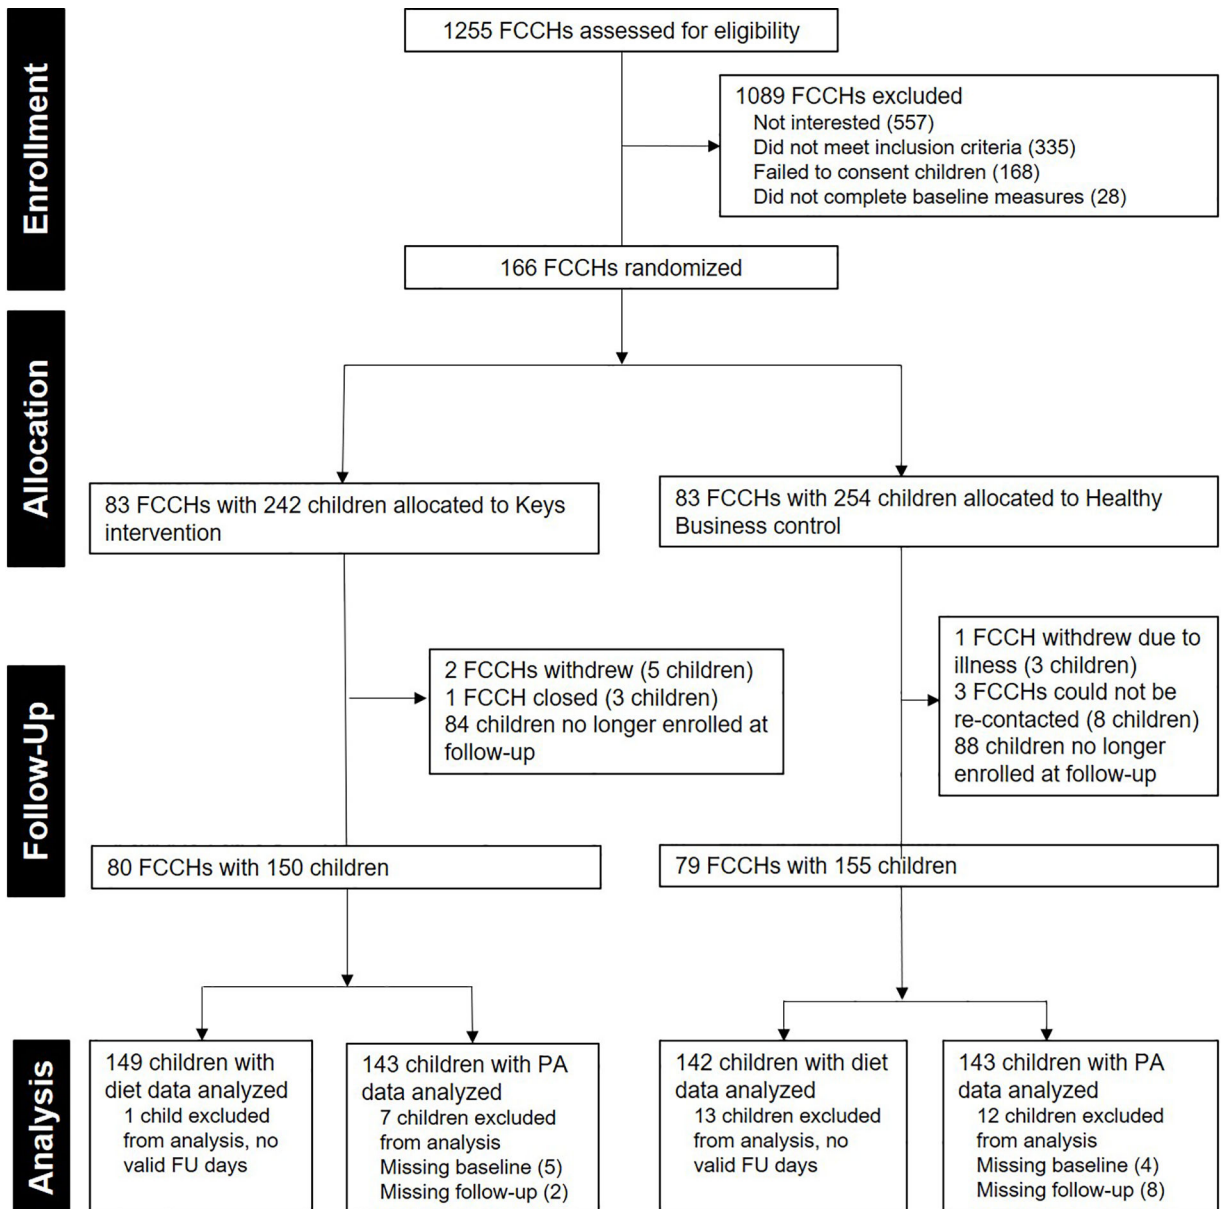 Enrollment
1255 FCCHs assessed for eligibility
1089 FCCHs excluded
Not interested (557)
Did not meet inclusion criteria (335)
Failed to consent children (168)
Did not complete baseline measures (28)
166 FCCHs randomized
Allocation
83 FCCHs with 242 children allocated to Keys
intervention
83 FCCHs with 254 children allocated to Healthy
Business control
Follow-Up
2 FCCHs withdrew (5 children)
1 FCCH closed (3 children)
84 children no longer enrolled at
follow-up
1 FCCH withdrew due to
illness (3 children)
3 FCCHs could not be
re-contacted (8 children)
88 children no longer
enrolled at follow-up
80 FCCHs with 150 children
79 FCCHs with 155 children
Analysis
149 children with
diet data analyzed
1 child excluded
from analysis, no
valid FU days
143 children with PA
data analyzed
7 children excluded
from analysis
Missing baseline (5)
Missing follow-up (2)
142 children with diet
data analyzed
13 children excluded
from analysis, no
valid FU days
143 children with PA
data analyzed
12 children excluded
from analysis
Missing baseline (4)
Missing follow-up (8)